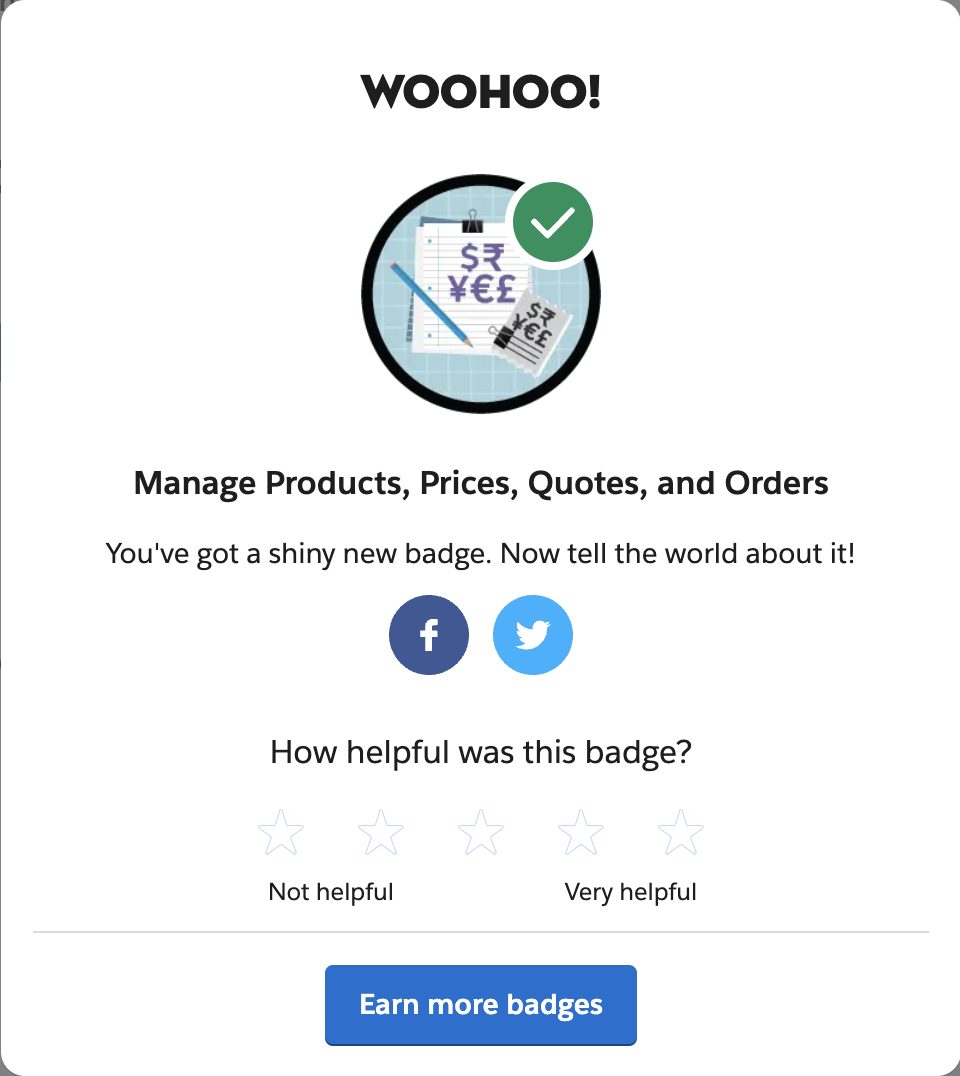 WOOHOO!
$₹
¥€£
$₹
¥€£
Manage Products, Prices, Quotes, and Orders
You've got a shiny new badge. Now tell the world about it!
f
How helpful was this badge?
Not helpful Very helpful
Earn more badges